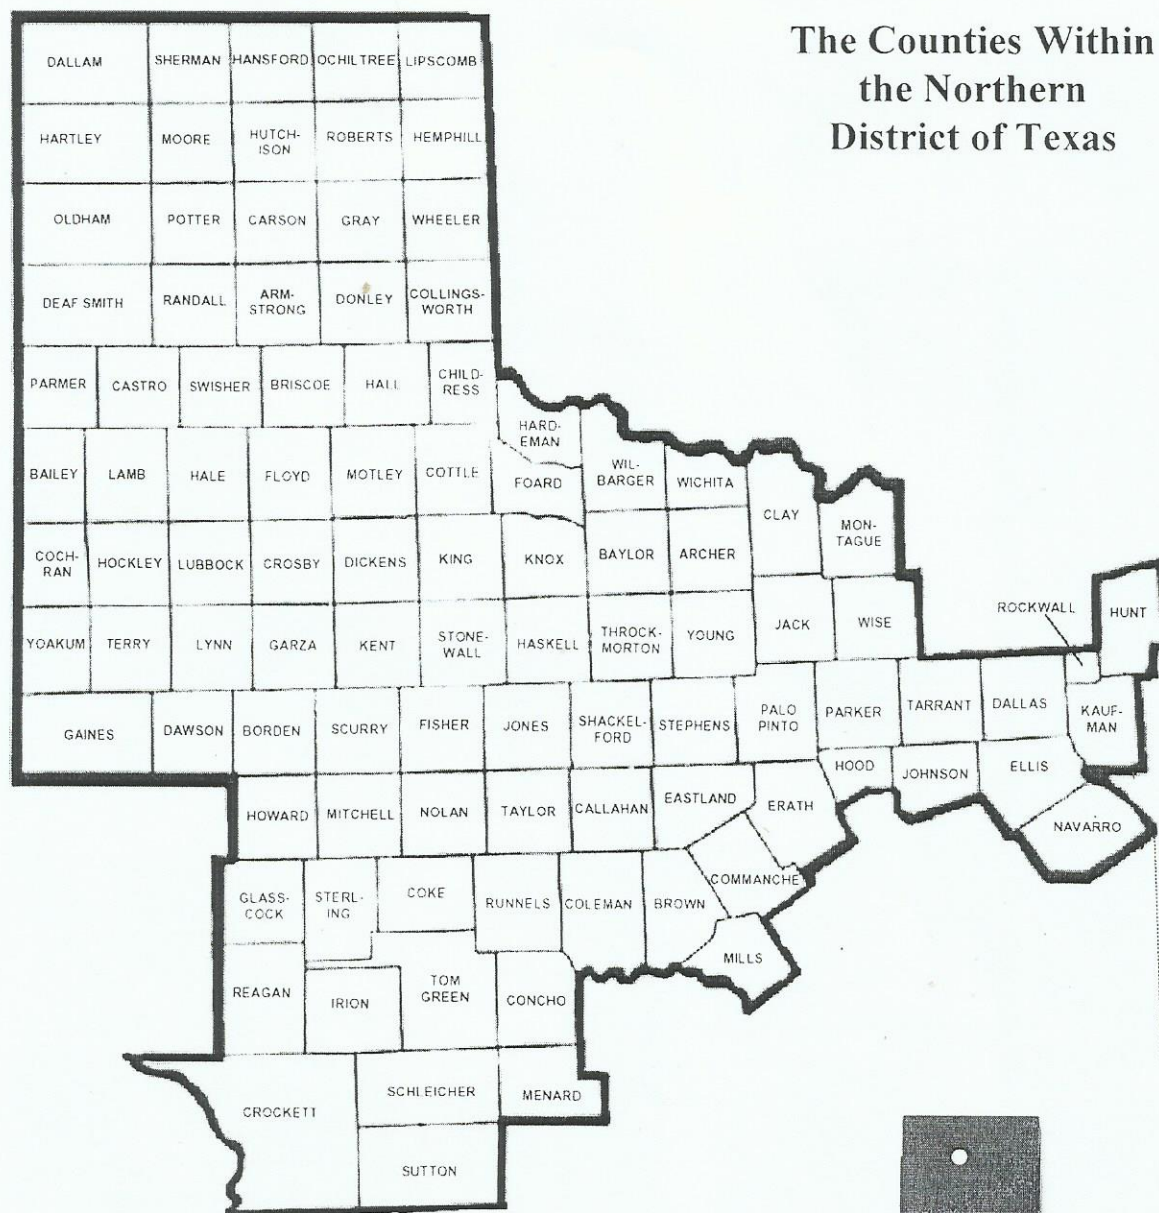 The Counties Within
the Northern
District of Texas
DALLAM SHERMAN HANSFORD OCHILTREE LIPSCOMB
HARTLEY MOORE HUTCH-
ISON ROBERTS HEMPHILL
OLDHAM POTTER CARSON GRAY WHEELER
DEAF SMITH RANDALL ARM-
STRONG DONLEY COLLINGS-
WORTH
PARMER CASTRO SWISHER BRISCOE HALL CHILD-
RESS
HARD-
EMAN
BAILEY LAMB HALE FLOYD MOTLEY COTTLE FOARD WIL-
BARGER WICHITA
CLAY MON-
TAGUE
COCH-
RAN HOCKLEY LUBBOCK CROSBY DICKENS KING KNOX BAYLOR ARCHER
YOAKUM TERRY LYNN GARZA KENT STONE-
WALL HASKELL THROCK-
MORTON YOUNG JACK WISE ROCKWALL HUNT
GAINES DAWSON BORDEN SCURRY FISHER JONES SHACKEL-
FORD STEPHENS PALO
PINTO PARKER TARRANT DALLAS KAUF-
MAN
HOOD JOHNSON ELLIS
HOWARD MITCHELL NOLAN TAYLOR CALLAHAN EASTLAND ERATH NAVARRO
GLASS-
COCK STERL-
ING COKE RUNNELS COLEMAN BROWN COMMANCHE
MILLS
REAGAN IRION TOM
GREEN CONCHO
CROCKETT SCHLEICHER MENARD
SUTTON